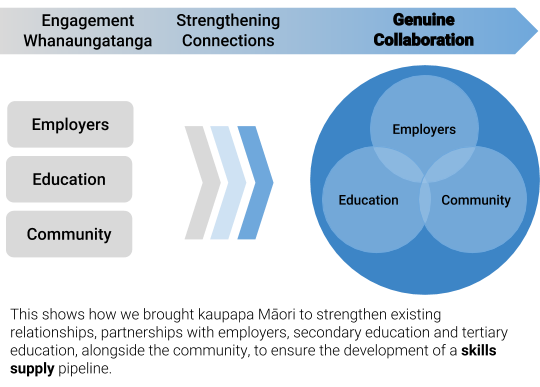 Engagement
Whanaungatanga
Strengthening
Connections
Genuine
Collaboration
Employers
Education
Community
Employers
Education
Community
This shows how we brought kaupapa Māori to strengthen existing
relationships, partnerships with employers, secondary education and tertiary
education, alongside the community, to ensure the development of a skills
supply pipeline.